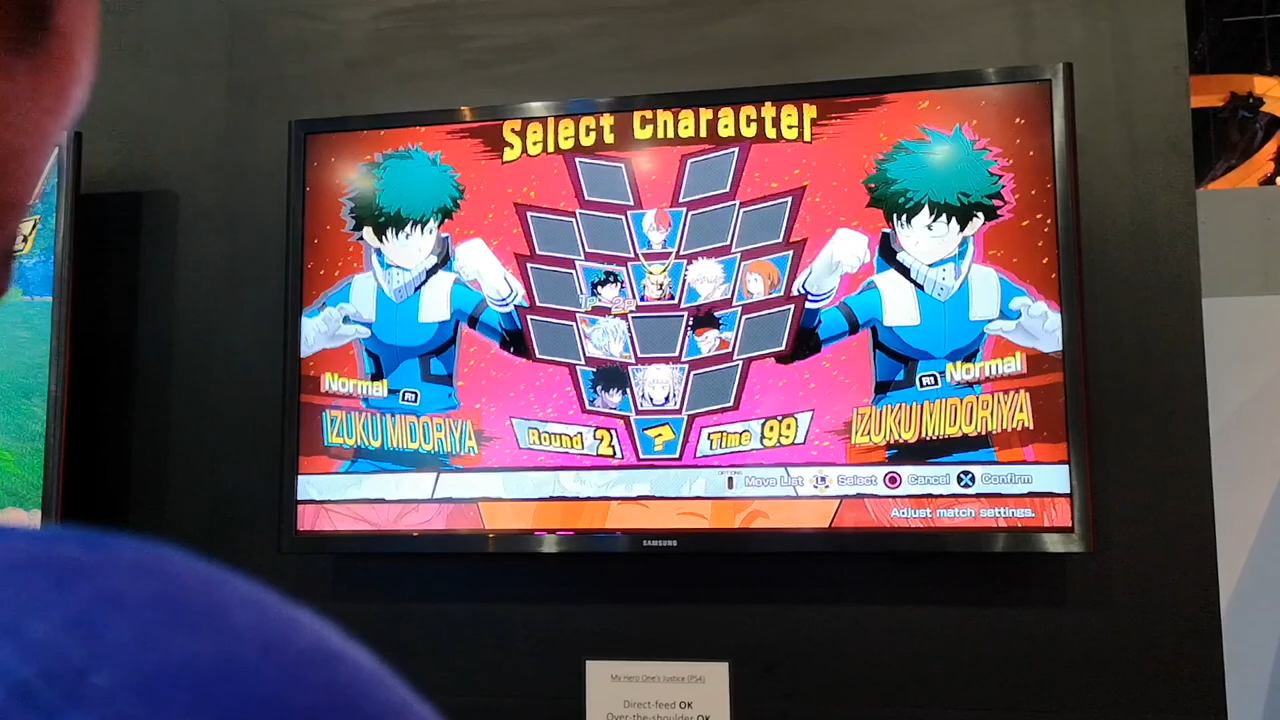 Select Character
1P 2P
Normal R1
IZUKU MIDORIYA
R1 Normal
IZUKU MIDORIYA
Round 2
?
Time 99
OPTIONS Move List L Select Cancel Confirm
Adjust match settings.
SAMSUNG
My Hero One's Justice (PS4)
Direct-feed OK
Over-the-shoulder OK